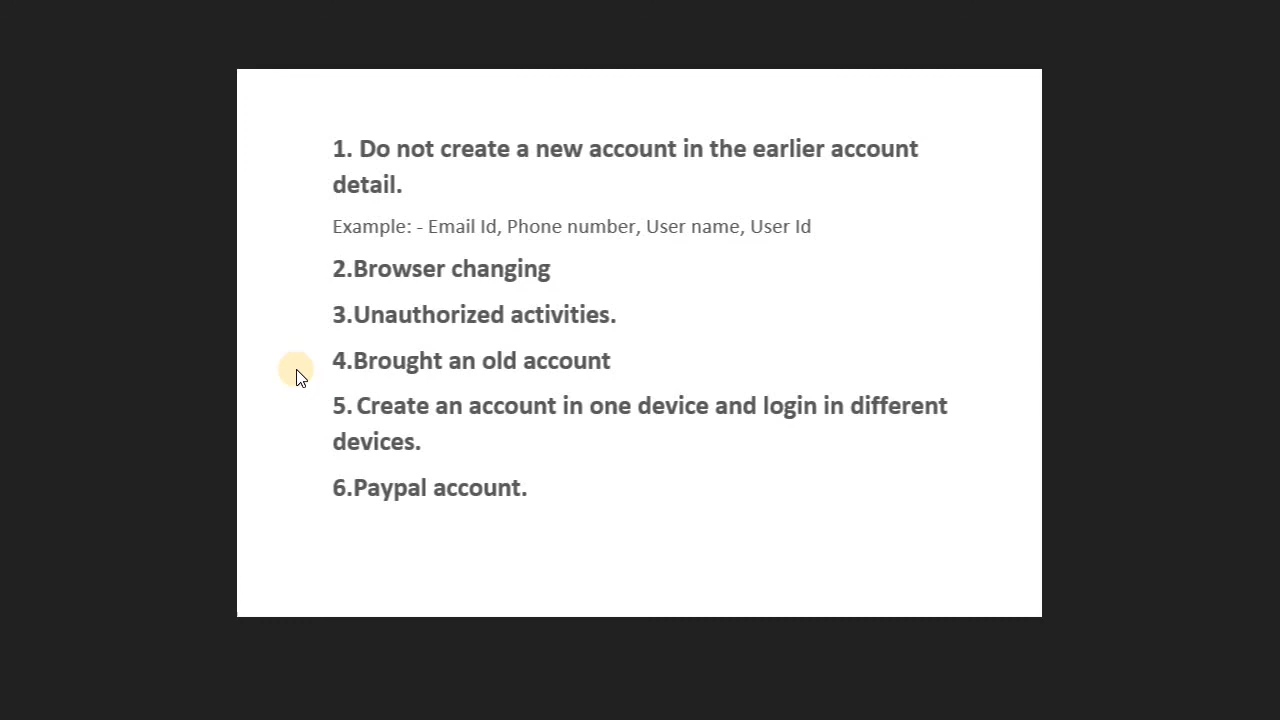 1. Do not create a new account in the earlier account
detail.
Example: - Email Id, Phone number, User name, User Id
2.Browser changing
3.Unauthorized activities.
4.Brought an old account
5. Create an account in one device and login in different
devices.
6.Paypal account.